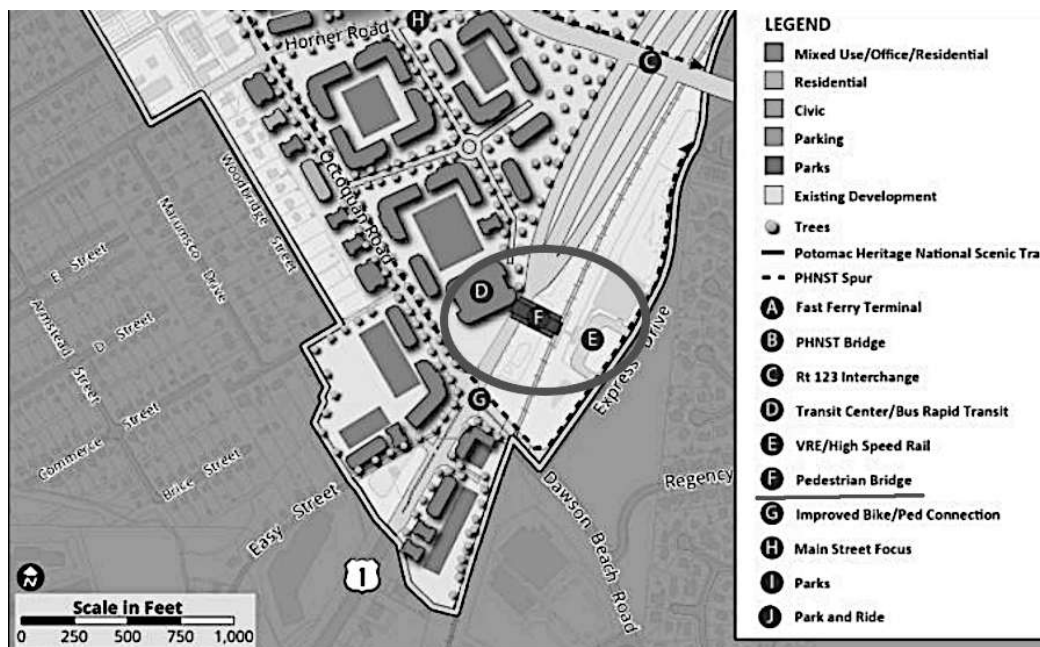 Horner Road
H
C
Occoquan Road
Woodbridge
Street
Marumsco Drive
E Street
D Street
Armstead Street
Commerce Street
Brice Street
Easy Street
D
F
E
G
Express Drive
Dawson Beach
Road
Regency
1
N
Scale in Feet
0 250 500 750 1,000
LEGEND
Mixed Use/Office/Residential
Residential
Civic
Parking
Parks
Existing Development
Trees
Potomac Heritage National Scenic Tra
PHNST Spur
A Fast Ferry Terminal
B PHNST Bridge
C Rt 123 Interchange
D Transit Center/Bus Rapid Transit
E VRE/High Speed Rail
F Pedestrian Bridge
G Improved Bike/Ped Connection
H Main Street Focus
I Parks
J Park and Ride